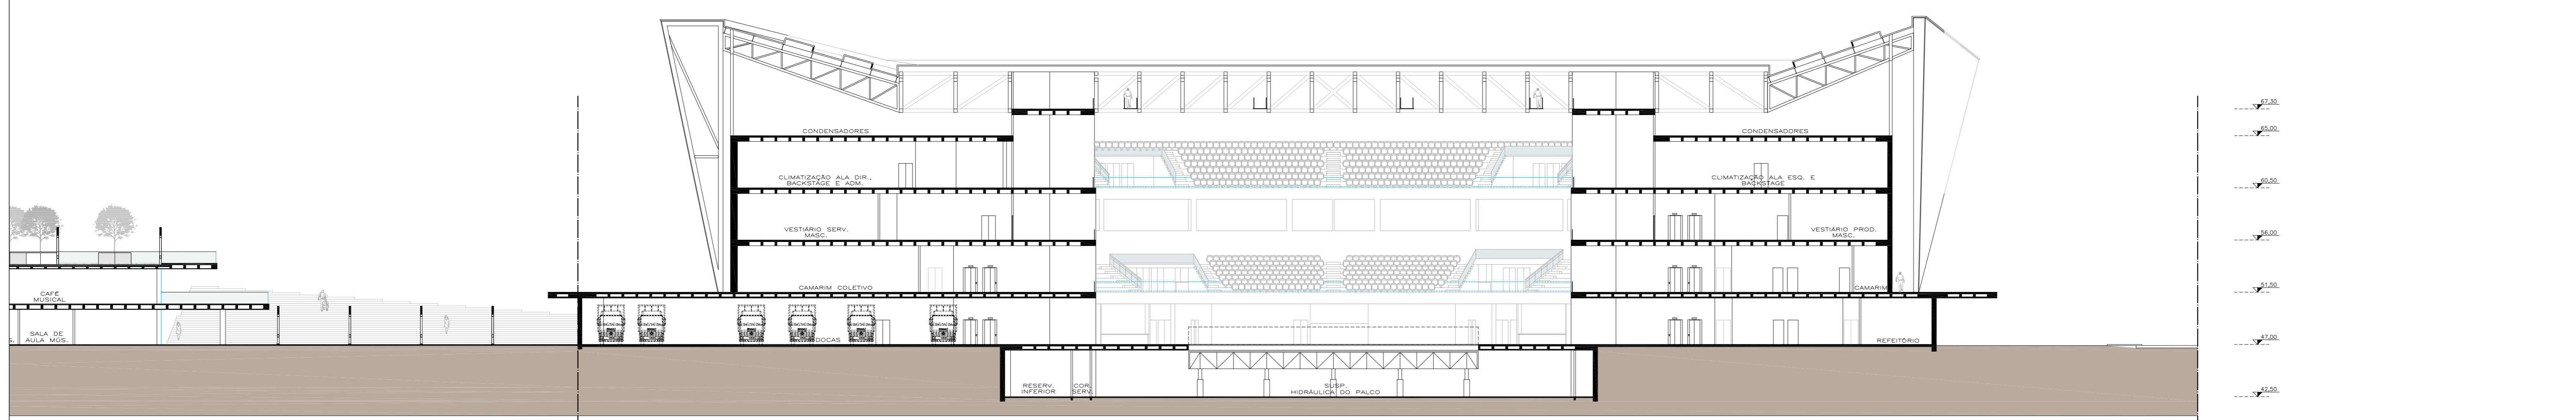 67,30
CONDENSADORES
CONDENSADORES
65,00
CLIMATIZAÇÃO ALA DIR.,
BACKSTAGE E ADM.
CLIMATIZAÇÃO ALA ESQ. E
BACKSTAGE
60,50
VESTIÁRIO SERV.
MASC.
VESTIÁRIO PROD.
MASC.
56,00
CAFÉ
MUSICAL
CAMARIM COLETIVO
CAMARIM
51,50
S.
SALA DE
AULA MÚS.
DOCAS
REFEITÓRIO
47,00
RESERV.
INFERIOR
COR.
SERV.
SUSP.
HIDRÁULICA DO PALCO
42,50